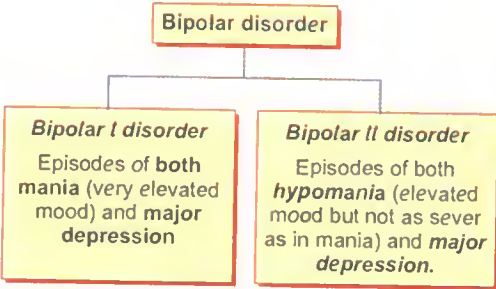 Bipolar disorder
Bipolar I disorder
Episodes of both
mania (very elevated
mood) and major
depression
Bipolar II disorder
Episodes of both
hypomania (elevated
mood but not as sever
as in mania) and major
depression.